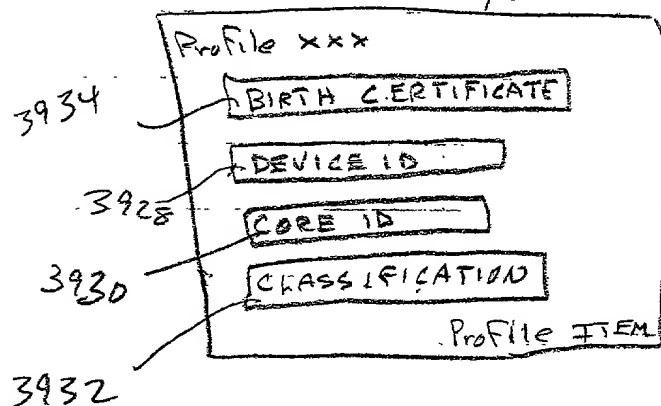 Profile xxx
3934
BIRTH CERTIFICATE
3928
DEVICE ID
3930
CORE ID
3932
CLASSIFICATION
Profile ITEM